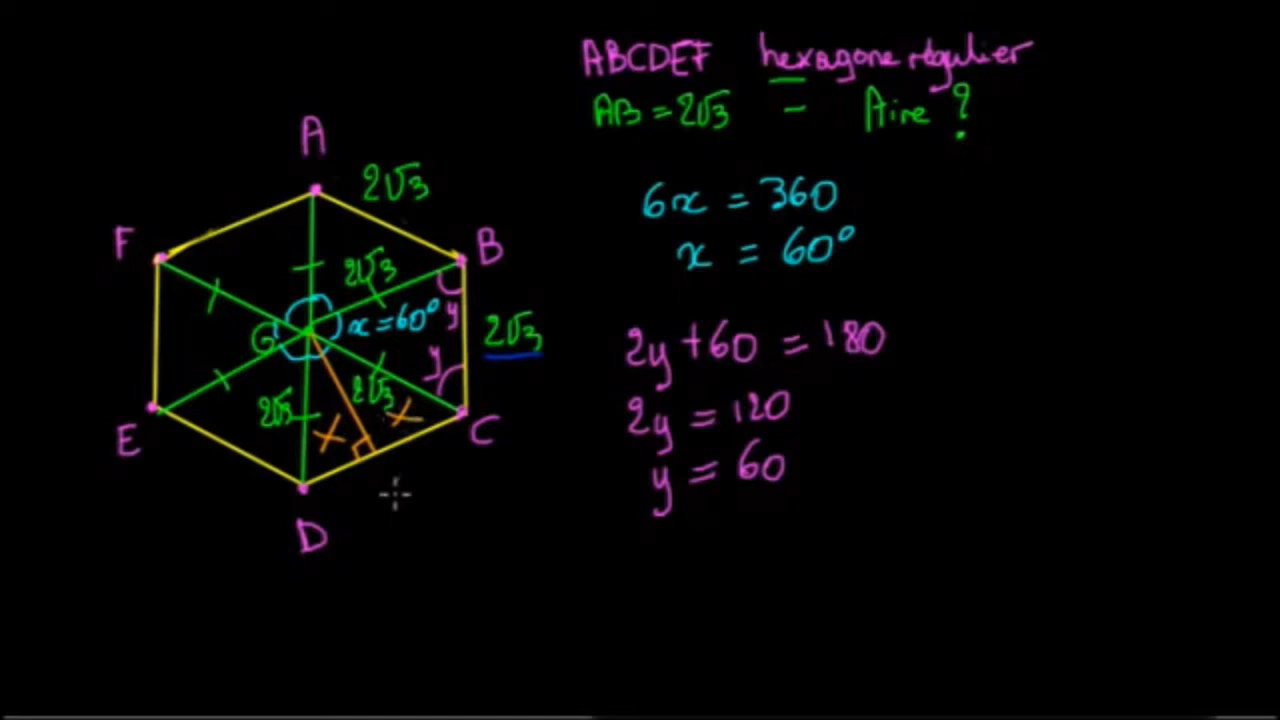 ABCDEF hexagone régulier
AB = 2√3 - Aire ?
A
2√3
F
B
2√3
6x = 360
x = 60°
G
x = 60°
y
2√3
2y + 60 = 180
y
2√3
2√3
E
C
2y = 120
y = 60
D